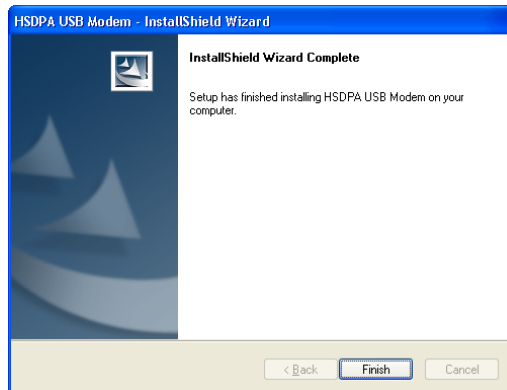 HSDPA USB Modem - InstallShield Wizard
InstallShield Wizard Complete
Setup has finished installing HSDPA USB Modem on your
computer.
< Back
Finish
Cancel